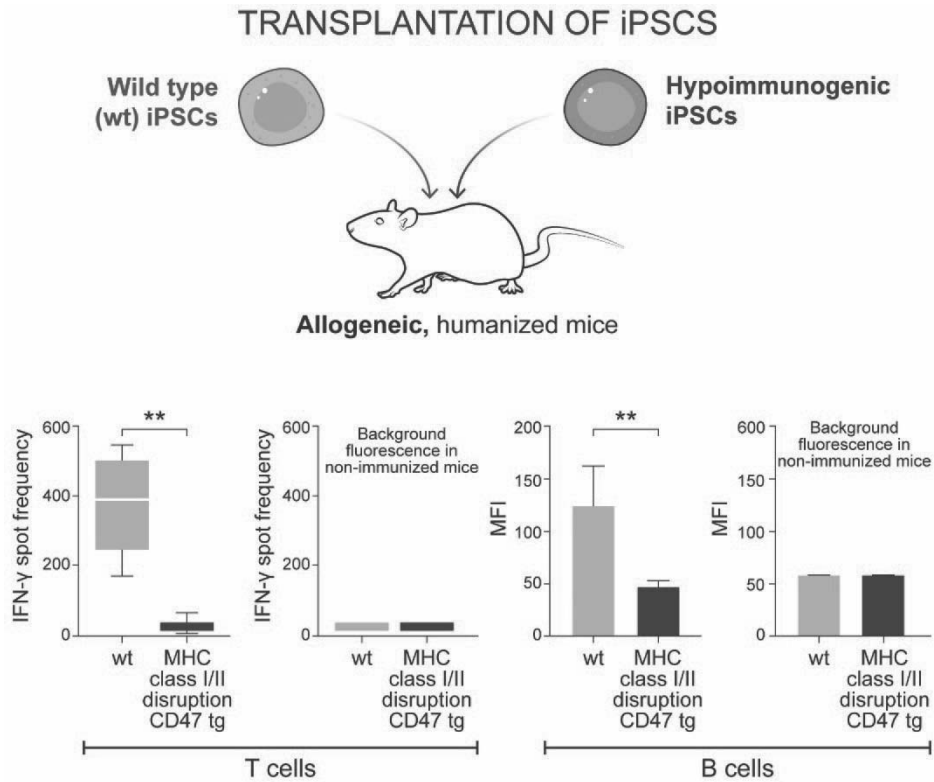 TRANSPLANTATION OF iPSCS
Wild type
(wt) iPSCs
Hypoimmunogenic
iPSCs
Allogeneic, humanized mice
IFN-γ spot frequency
600
400
200
0
**
wt
MHC
class I/II
disruption
CD47 tg
IFN-γ spot frequency
600
400
200
0
Background
fluorescence in
non-immunized mice
wt
MHC
class I/II
disruption
CD47 tg
T cells
MFI
200
150
100
50
0
**
wt
MHC
class I/II
disruption
CD47 tg
MFI
600
150
100
50
0
Background
fluorescence in
non-immunized mice
wt
MHC
class I/II
disruption
CD47 tg
B cells